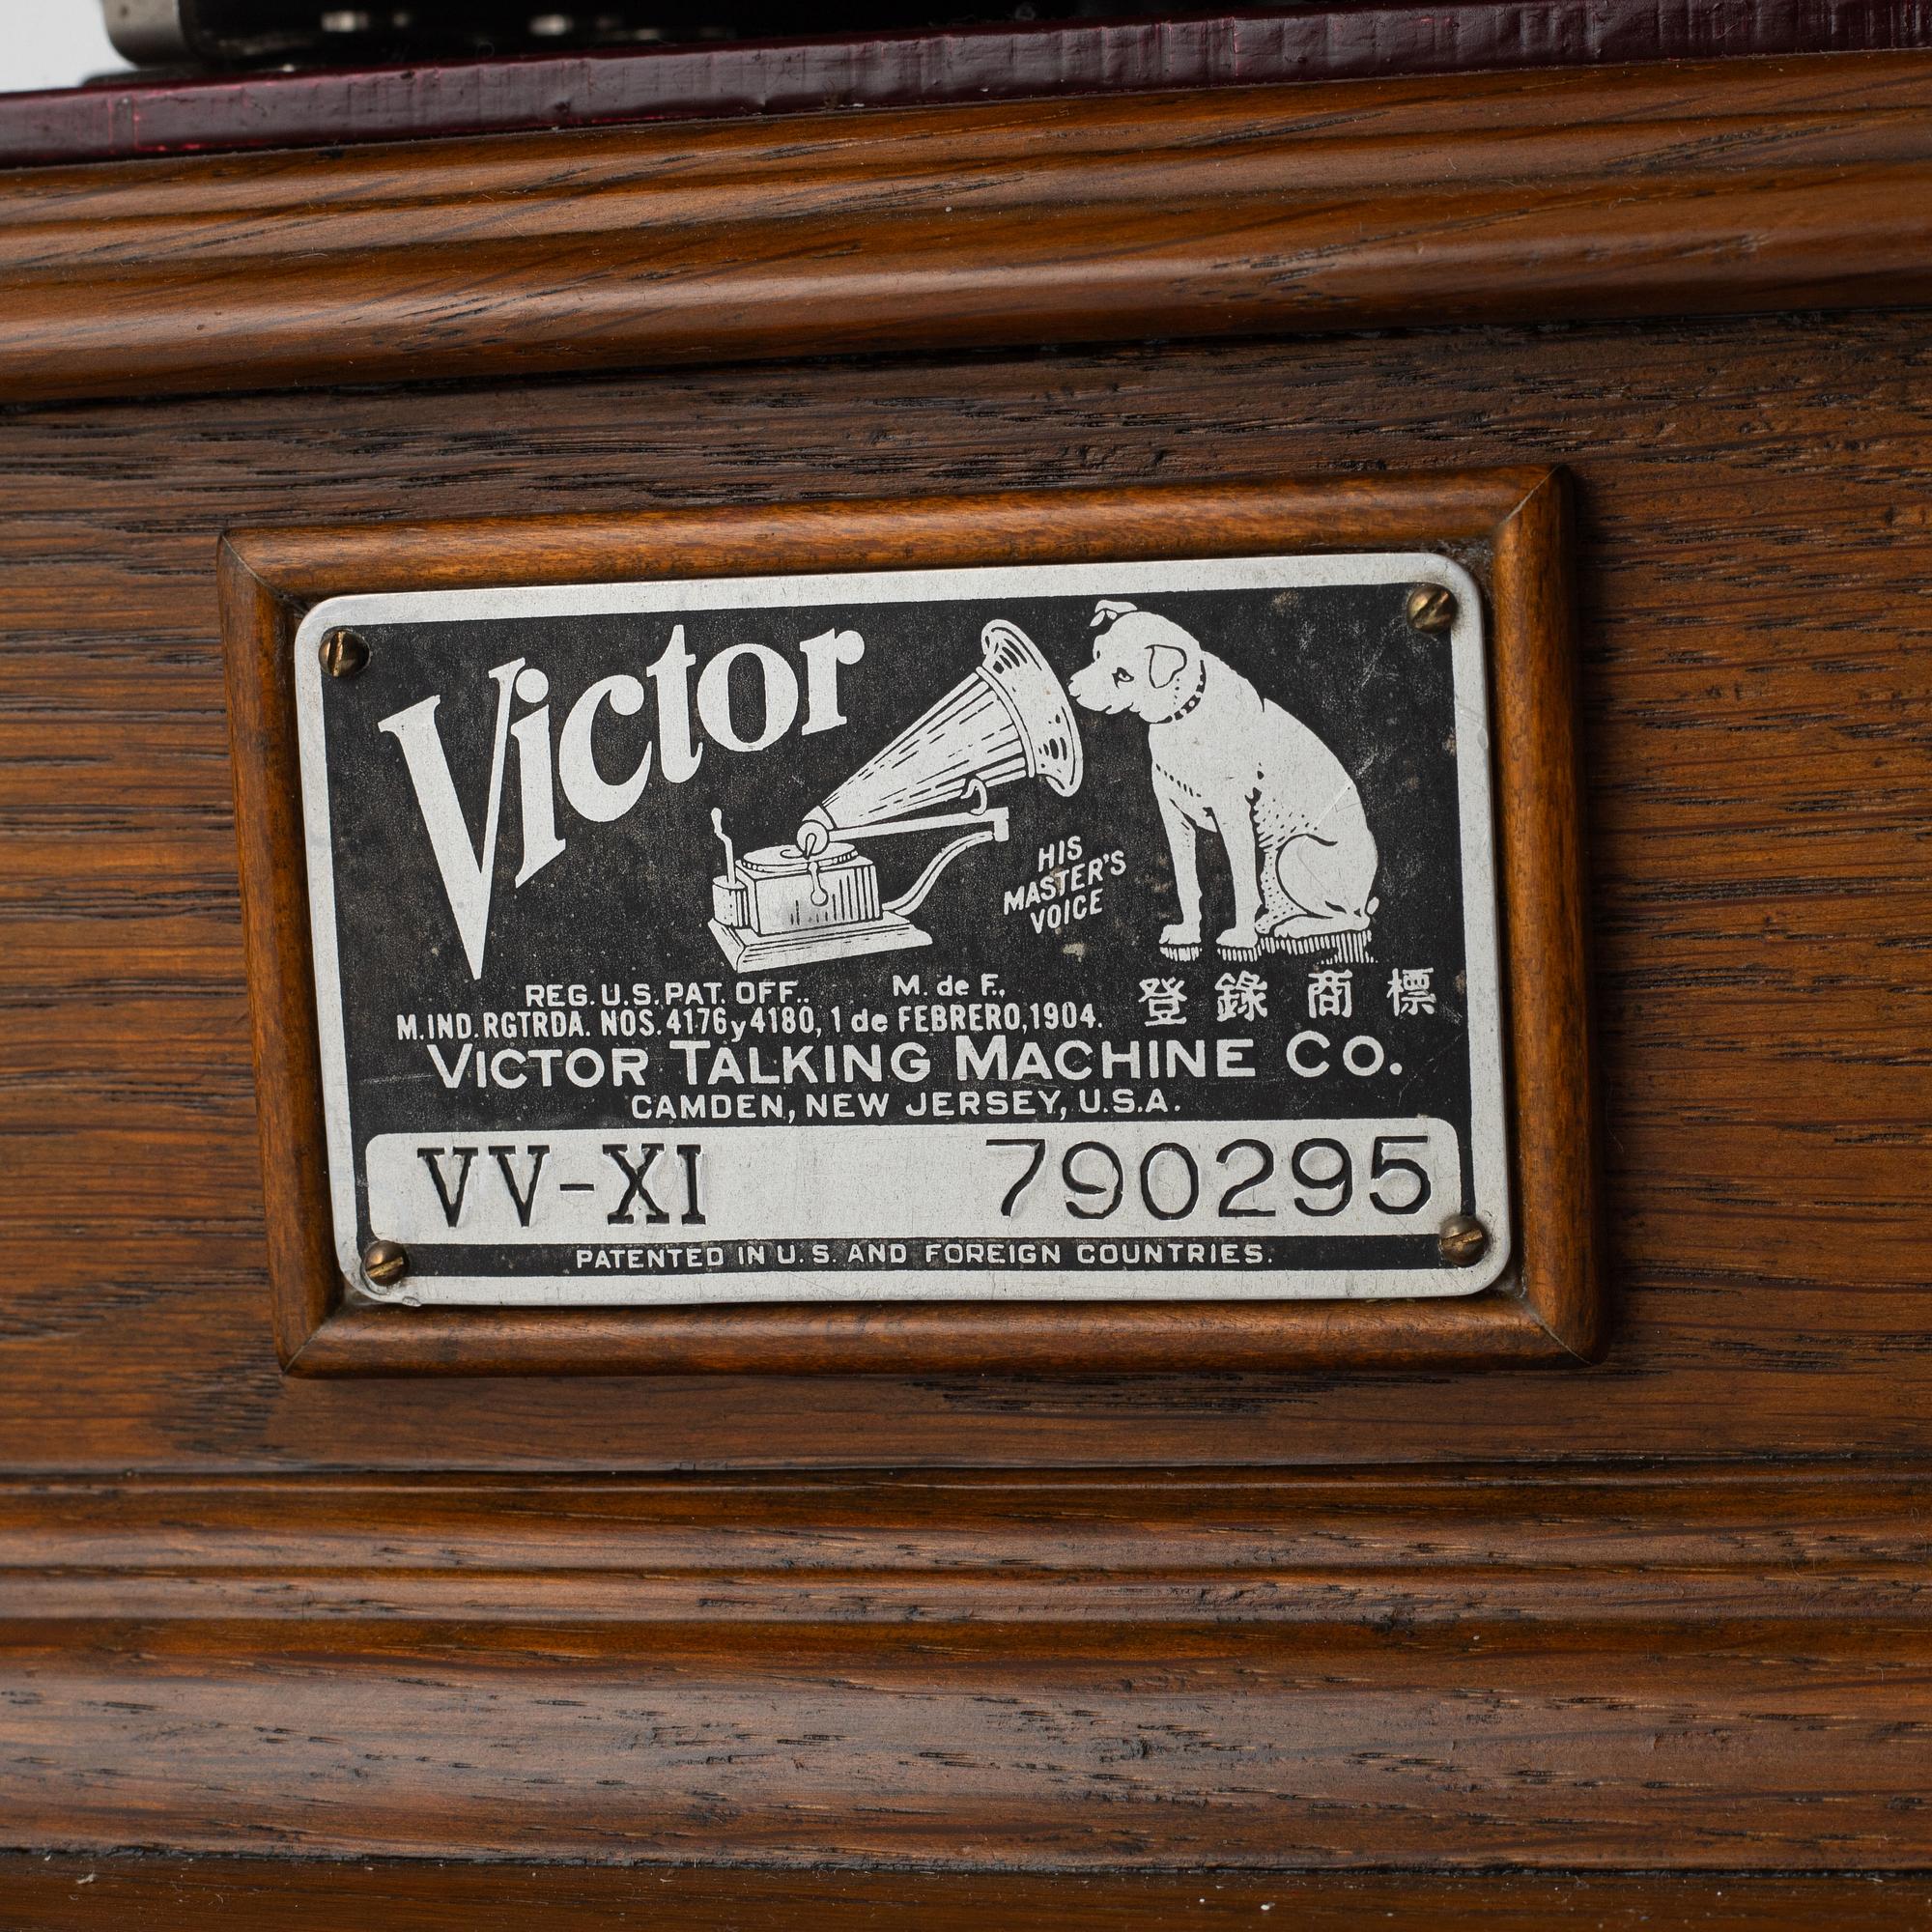 Victor
HIS
MASTER'S
VOICE
REG. U.S. PAT. OFF. M. de F.,
M. IND. RGTRDA. NOS. 4176 y 4180, 1 de FEBRERO, 1904.
登錄商標
VICTOR TALKING MACHINE CO.
CAMDEN, NEW JERSEY, U.S.A.
VV-XI 790295
PATENTED IN U.S. AND FOREIGN COUNTRIES.